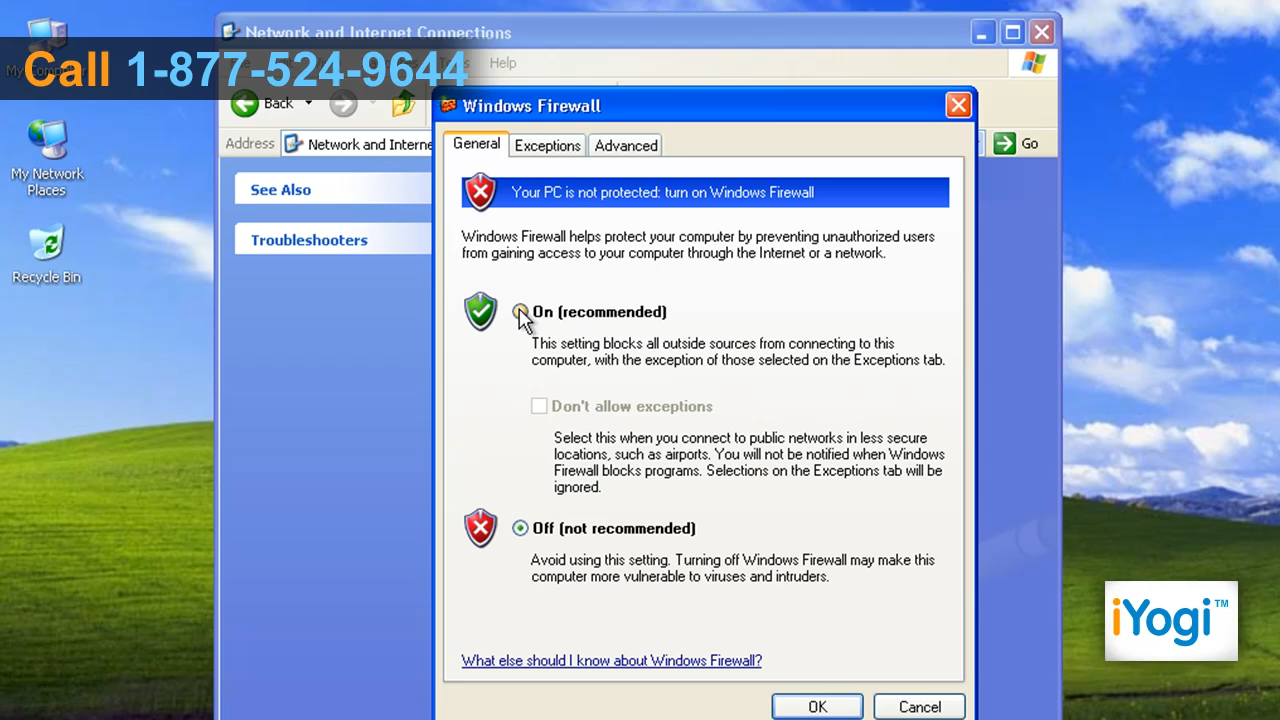 Network and Internet Connections
Call 1-877-524-9644
Help
Back
Windows Firewall
Address
Network and Interne
General
Exceptions
Advanced
Go
My Network
Places
See Also
Your PC is not protected: turn on Windows Firewall
Troubleshooters
Windows Firewall helps protect your computer by preventing unauthorized users
from gaining access to your computer through the Internet or a network.
Recycle Bin
On (recommended)
This setting blocks all outside sources from connecting to this
computer, with the exception of those selected on the Exceptions tab.
Don't allow exceptions
Select this when you connect to public networks in less secure
locations, such as airports. You will not be notified when Windows
Firewall blocks programs. Selections on the Exceptions tab will be
ignored.
Off (not recommended)
Avoid using this setting. Turning off Windows Firewall may make this
computer more vulnerable to viruses and intruders.
iYogi™
What else should I know about Windows Firewall?
OK
Cancel